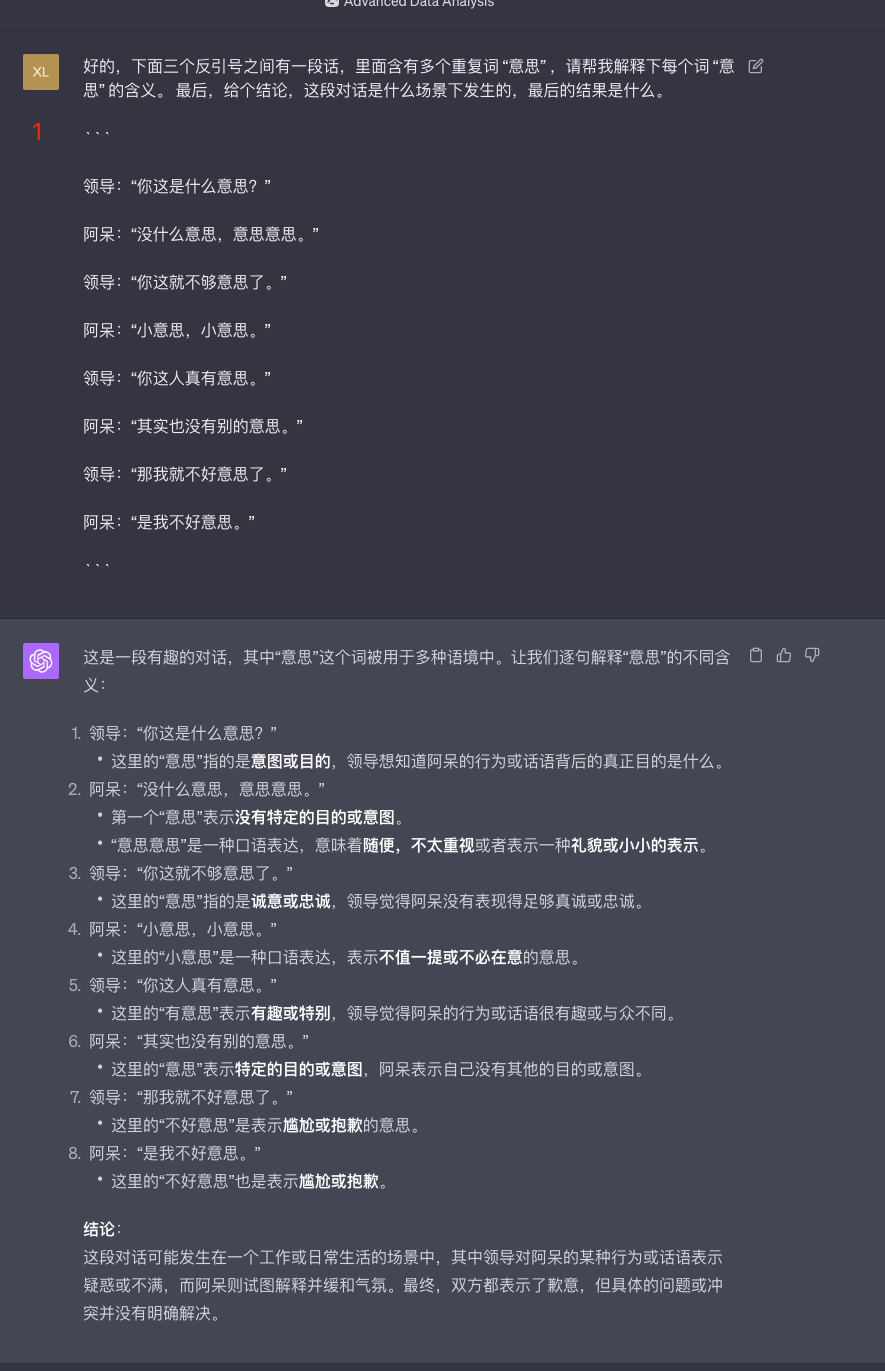 Advanced Data Analysis
XL
好的，下面三个反引号之间有一段话，里面含有多个重复词 “意思” ，请帮我解释下每个词 “意
思” 的含义。 最后，给个结论，这段对话是什么场景下发生的，最后的结果是什么。
1
```
领导：“你这是什么意思？”
阿呆：“没什么意思，意思意思。”
领导：“你这就不够意思了。”
阿呆：“小意思，小意思。”
领导：“你这人真有意思。”
阿呆：“其实也没有别的意思。”
领导：“那我就不好意思了。”
阿呆：“是我不好意思。”
```
这是一段有趣的对话，其中“意思”这个词被用于多种语境中。让我们逐句解释“意思”的不同含
义：
1. 领导：“你这是什么意思？”
• 这里的“意思”指的是意图或目的，领导想知道阿呆的行为或话语背后的真正目的是什么。
2. 阿呆：“没什么意思，意思意思。”
• 第一个“意思”表示没有特定的目的或意图。
• “意思意思”是一种口语表达，意味着随便，不太重视或者表示一种礼貌或小小的表示。
3. 领导：“你这就不够意思了。”
• 这里的“意思”指的是诚意或忠诚，领导觉得阿呆没有表现得足够真诚或忠诚。
4. 阿呆：“小意思，小意思。”
• 这里的“小意思”是一种口语表达，表示不值一提或不必在意的意思。
5. 领导：“你这人真有意思。”
• 这里的“有意思”表示有趣或特别，领导觉得阿呆的行为或话语很有趣或与众不同。
6. 阿呆：“其实也没有别的意思。”
• 这里的“意思”表示特定的目的或意图，阿呆表示自己没有其他的目的或意图。
7. 领导：“那我就不好意思了。”
• 这里的“不好意思”是表示尴尬或抱歉的意思。
8. 阿呆：“是我不好意思。”
• 这里的“不好意思”也是表示尴尬或抱歉。
结论：
这段对话可能发生在一个工作或日常生活的场景中，其中领导对阿呆的某种行为或话语表示
疑惑或不满，而阿呆则试图解释并缓和气氛。最终，双方都表示了歉意，但具体的问题或冲
突并没有明确解决。